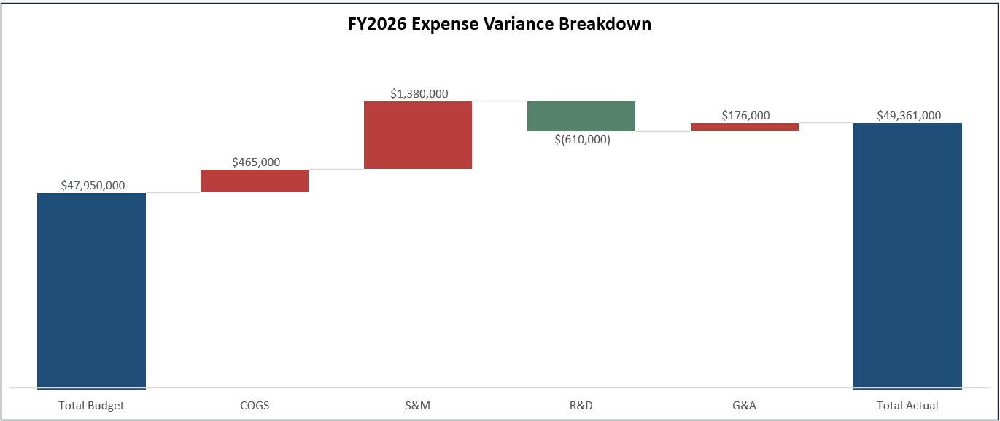 FY2026 Expense Variance Breakdown
$1,380,000
$176,000
$49,361,000
$(610,000)
$465,000
$47,950,000
Total Budget
COGS
S&M
R&D
G&A
Total Actual